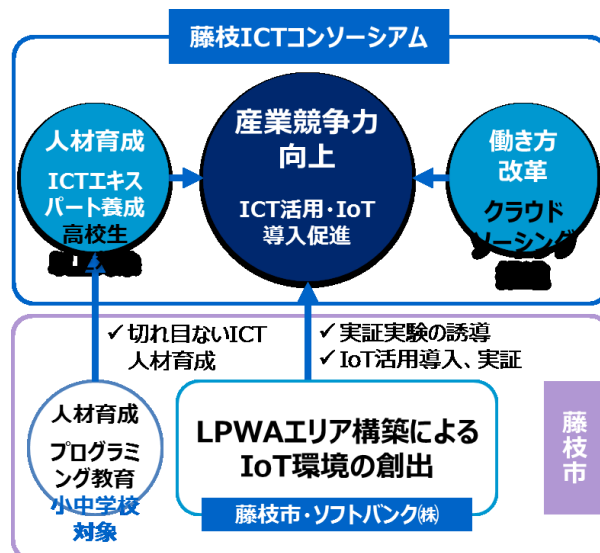 藤枝ICTコンソーシアム
人材育成
ICTエキス
パート養成
高校生
産業競争力
向上
ICT活用・IoT
導入促進
働き方
改革
クラウド
ソーシング
✓ 切れ目ないICT
人材育成
✓ 実証実験の誘導
✓ IoT活用導入、実証
人材育成
プログラミ
ング教育
小中学校
対象
LPWAエリア構築による
IoT環境の創出
藤枝市・ソフトバンク㈱
藤枝市